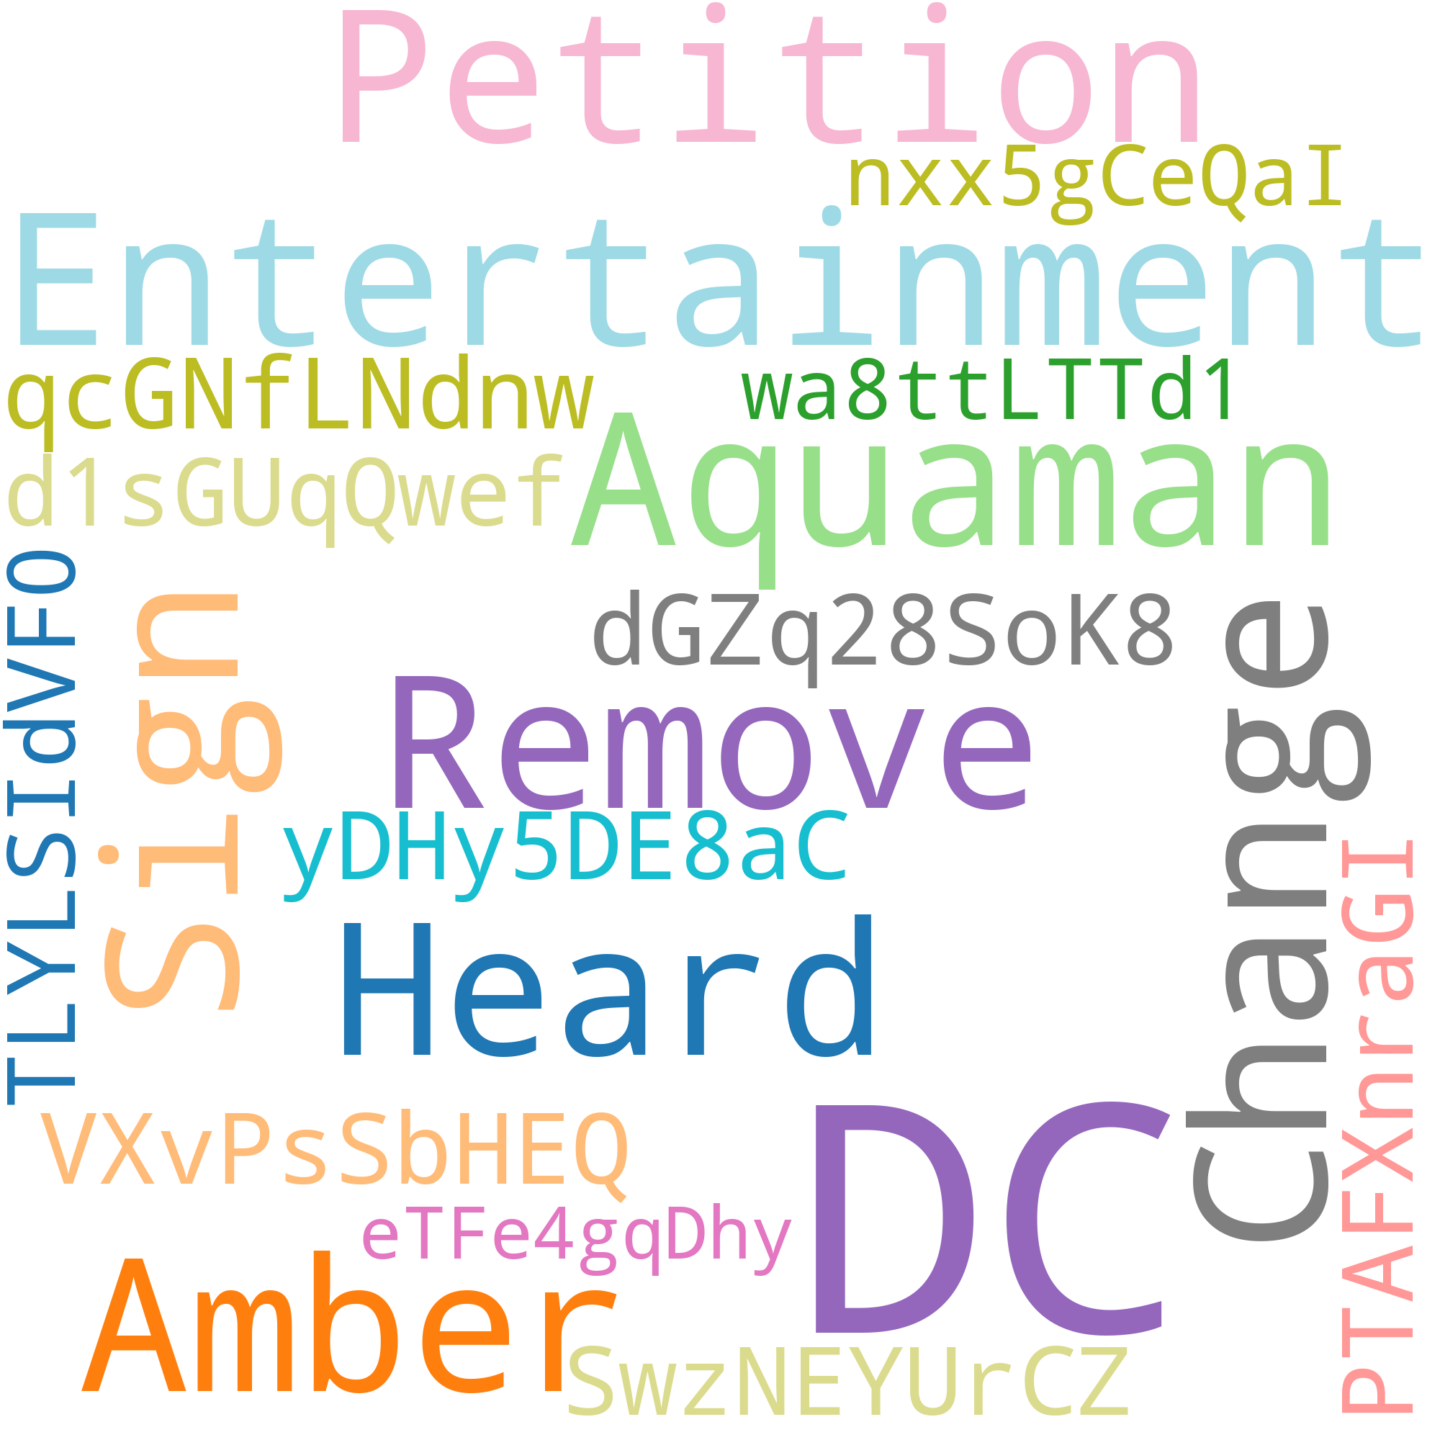 Petition
nxx5gCeQaI
Entertainment
qcGNfLNdnw
wa8ttLTTd1
Aquaman
d1sGUqQwef
TLYLSIdVFO
Sign
dGZq28SoK8
Change
Remove
yDHy5DE8aC
PTAFXnraGI
Heard
VXvPsSbHEQ
DC
eTFe4gqDhy
Amber
SwzNEYUrCZ